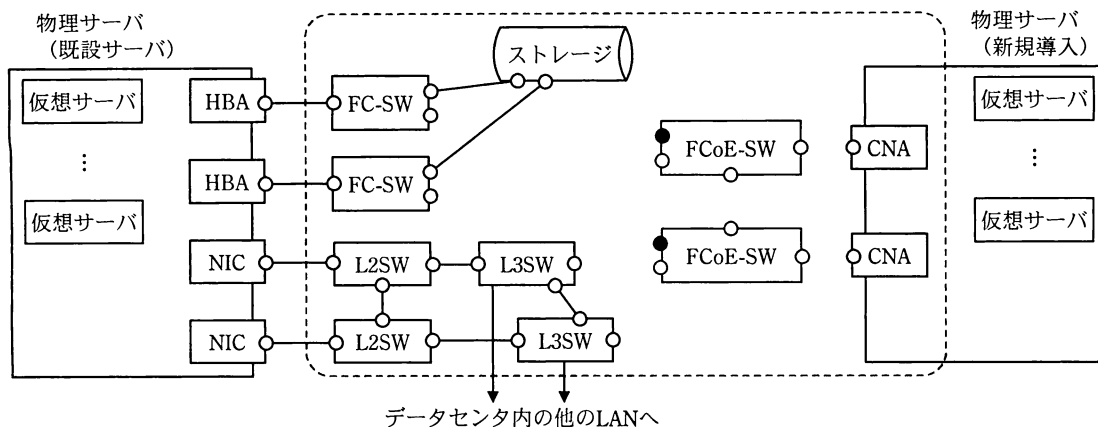 物理サーバ
(既設サーバ)
物理サーバ
(新規導入)
ストレージ
仮想サーバ
HBA
FC-SW
FCoE-SW
CNA
仮想サーバ
⋮
HBA
FC-SW
⋮
仮想サーバ
仮想サーバ
NIC
L2SW
L3SW
FCoE-SW
CNA
NIC
L2SW
L3SW
データセンタ内の他のLANへ